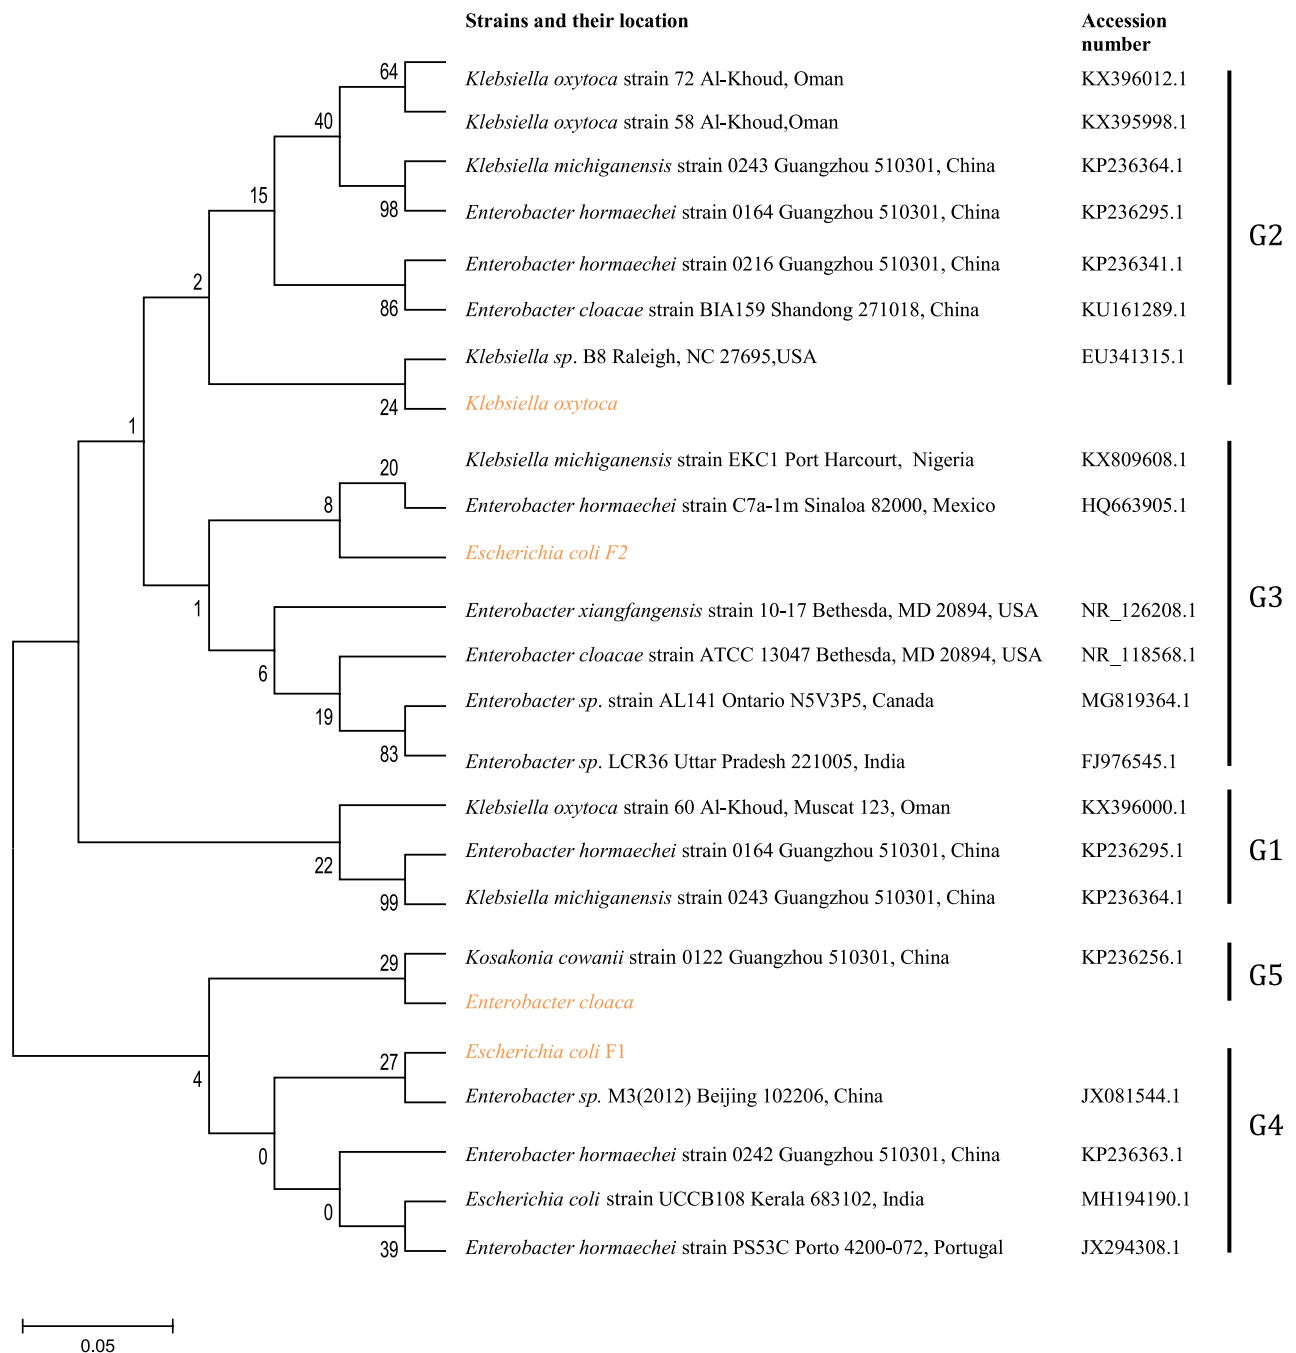 Strains and their location Accession number
64 Klebsiella oxytoca strain 72 Al-Khoud, Oman KX396012.1
40 Klebsiella oxytoca strain 58 Al-Khoud,Oman KX395998.1
Klebsiella michiganensis strain 0243 Guangzhou 510301, China KP236364.1
15 98 Enterobacter hormaechei strain 0164 Guangzhou 510301, China KP236295.1
G2
Enterobacter hormaechei strain 0216 Guangzhou 510301, China KP236341.1
2 86 Enterobacter cloacae strain BIA159 Shandong 271018, China KU161289.1
Klebsiella sp. B8 Raleigh, NC 27695,USA EU341315.1
24 Klebsiella oxytoca
1
20 Klebsiella michiganensis strain EKC1 Port Harcourt, Nigeria KX809608.1
8 Enterobacter hormaechei strain C7a-1m Sinaloa 82000, Mexico HQ663905.1
Escherichia coli F2
G3
1 Enterobacter xiangfangensis strain 10-17 Bethesda, MD 20894, USA NR_126208.1
6 Enterobacter cloacae strain ATCC 13047 Bethesda, MD 20894, USA NR_118568.1
19 Enterobacter sp. strain AL141 Ontario N5V3P5, Canada MG819364.1
83 Enterobacter sp. LCR36 Uttar Pradesh 221005, India FJ976545.1
Klebsiella oxytoca strain 60 Al-Khoud, Muscat 123, Oman KX396000.1
22 Enterobacter hormaechei strain 0164 Guangzhou 510301, China KP236295.1 G1
99 Klebsiella michiganensis strain 0243 Guangzhou 510301, China KP236364.1
29 Kosakonia cowanii strain 0122 Guangzhou 510301, China KP236256.1
G5
Enterobacter cloaca
27 Escherichia coli F1
4 Enterobacter sp. M3(2012) Beijing 102206, China JX081544.1
G4
0 Enterobacter hormaechei strain 0242 Guangzhou 510301, China KP236363.1
0 Escherichia coli strain UCCB108 Kerala 683102, India MH194190.1
39 Enterobacter hormaechei strain PS53C Porto 4200-072, Portugal JX294308.1
0.05